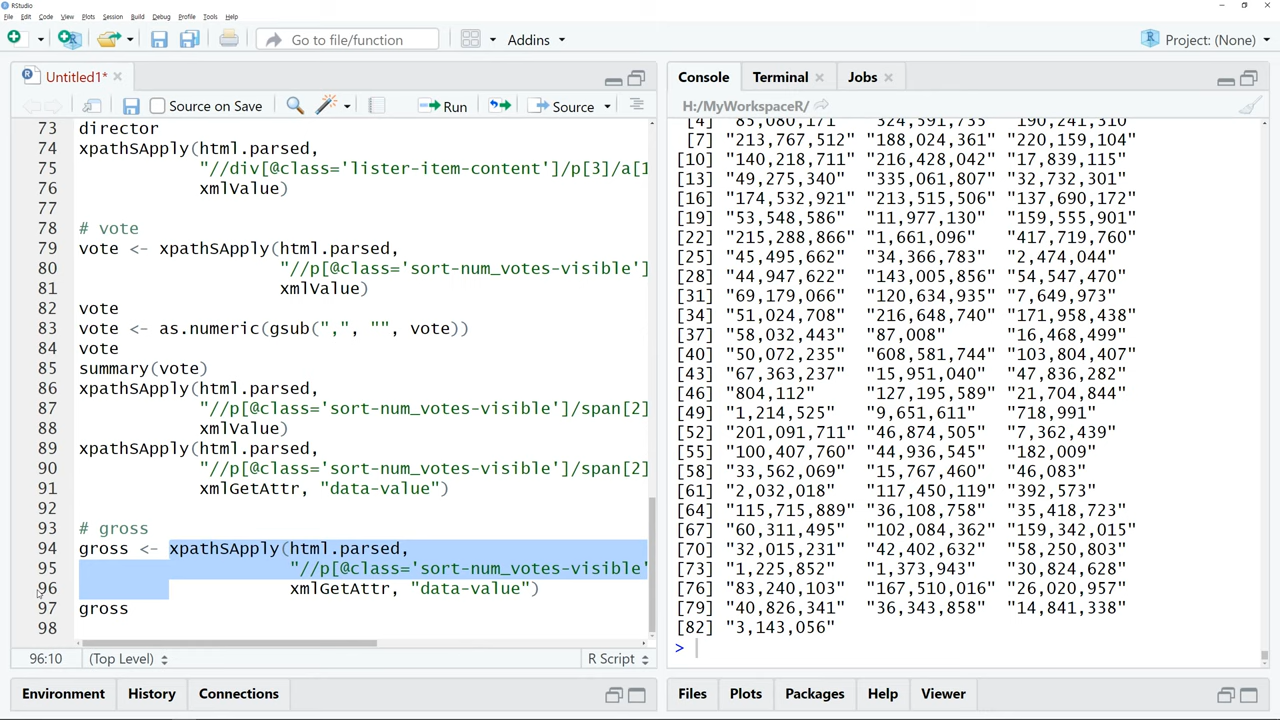 RStudio
File Edit Code View Plots Session Build Debug Profile Tools Help
Go to file/function Addins Project: (None)
Untitled1*
Source on Save Run Source
73 director
74 xpathSApply(html.parsed,
75 "//div[@class='lister-item-content']/p[3]/a[1
76 xmlValue)
77
78 # vote
79 vote <- xpathSApply(html.parsed,
80 "//p[@class='sort-num_votes-visible']
81 xmlValue)
82 vote
83 vote <- as.numeric(gsub(",", "", vote))
84 vote
85 summary(vote)
86 xpathSApply(html.parsed,
87 "//p[@class='sort-num_votes-visible']/span[2]
88 xmlValue)
89 xpathSApply(html.parsed,
90 "//p[@class='sort-num_votes-visible']/span[2]
91 xmlGetAttr, "data-value")
92
93 # gross
94 gross <- xpathSApply(html.parsed,
95 "//p[@class='sort-num_votes-visible'
96 xmlGetAttr, "data-value")
97 gross
98
96:10 (Top Level) R Script
Environment History Connections
Console Terminal Jobs
H:/MyWorkspaceR/
[4] "85,080,171" "324,591,735" "190,241,310"
[7] "213,767,512" "188,024,361" "220,159,104"
[10] "140,218,711" "216,428,042" "17,839,115"
[13] "49,275,340" "335,061,807" "32,732,301"
[16] "174,532,921" "213,515,506" "137,690,172"
[19] "53,548,586" "11,977,130" "159,555,901"
[22] "215,288,866" "1,661,096" "417,719,760"
[25] "45,495,662" "34,366,783" "2,474,044"
[28] "44,947,622" "143,005,856" "54,547,470"
[31] "69,179,066" "120,634,935" "7,649,973"
[34] "51,024,708" "216,648,740" "171,958,438"
[37] "58,032,443" "87,008" "16,468,499"
[40] "50,072,235" "608,581,744" "103,804,407"
[43] "67,363,237" "15,951,040" "47,836,282"
[46] "804,112" "127,195,589" "21,704,844"
[49] "1,214,525" "9,651,611" "718,991"
[52] "201,091,711" "46,874,505" "7,362,439"
[55] "100,407,760" "44,936,545" "182,009"
[58] "33,562,069" "15,767,460" "46,083"
[61] "2,032,018" "117,450,119" "392,573"
[64] "115,715,889" "36,108,758" "35,418,723"
[67] "60,311,495" "102,084,362" "159,342,015"
[70] "32,015,231" "42,402,632" "58,250,803"
[73] "1,225,852" "1,373,943" "30,824,628"
[76] "83,240,103" "167,510,016" "26,020,957"
[79] "40,826,341" "36,343,858" "14,841,338"
[82] "3,143,056"
>
Files Plots Packages Help Viewer